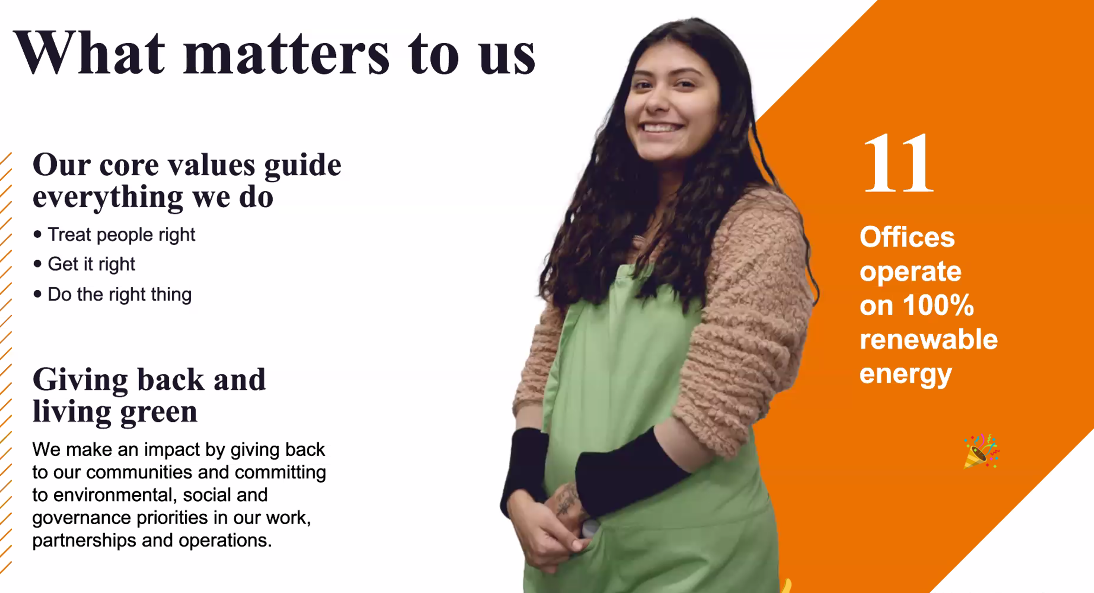 What matters to us
Our core values guide
everything we do
• Treat people right
• Get it right
• Do the right thing
Giving back and
living green
We make an impact by giving back
to our communities and committing
to environmental, social and
governance priorities in our work,
partnerships and operations.
11
Offices
operate
on 100%
renewable
energy